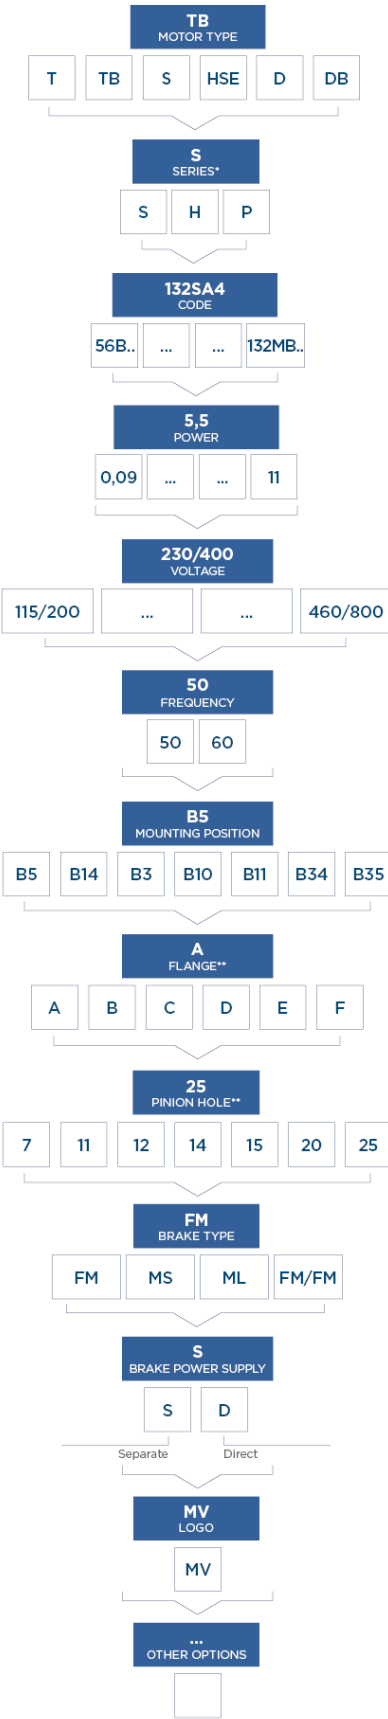 TB
MOTOR TYPE
T TB S HSE D DB
S
SERIES*
S H P
132SA4
CODE
56B.. ... ... 132MB..
5,5
POWER
0,09 ... ... 11
230/400
VOLTAGE
115/200 ... ... 460/800
50
FREQUENCY
50 60
B5
MOUNTING POSITION
B5 B14 B3 B10 B11 B34 B35
A
FLANGE**
A B C D E F
25
PINION HOLE**
7 11 12 14 15 20 25
FM
BRAKE TYPE
FM MS ML FM/FM
S
BRAKE POWER SUPPLY
S D
Separate Direct
MV
LOGO
MV
...
OTHER OPTIONS